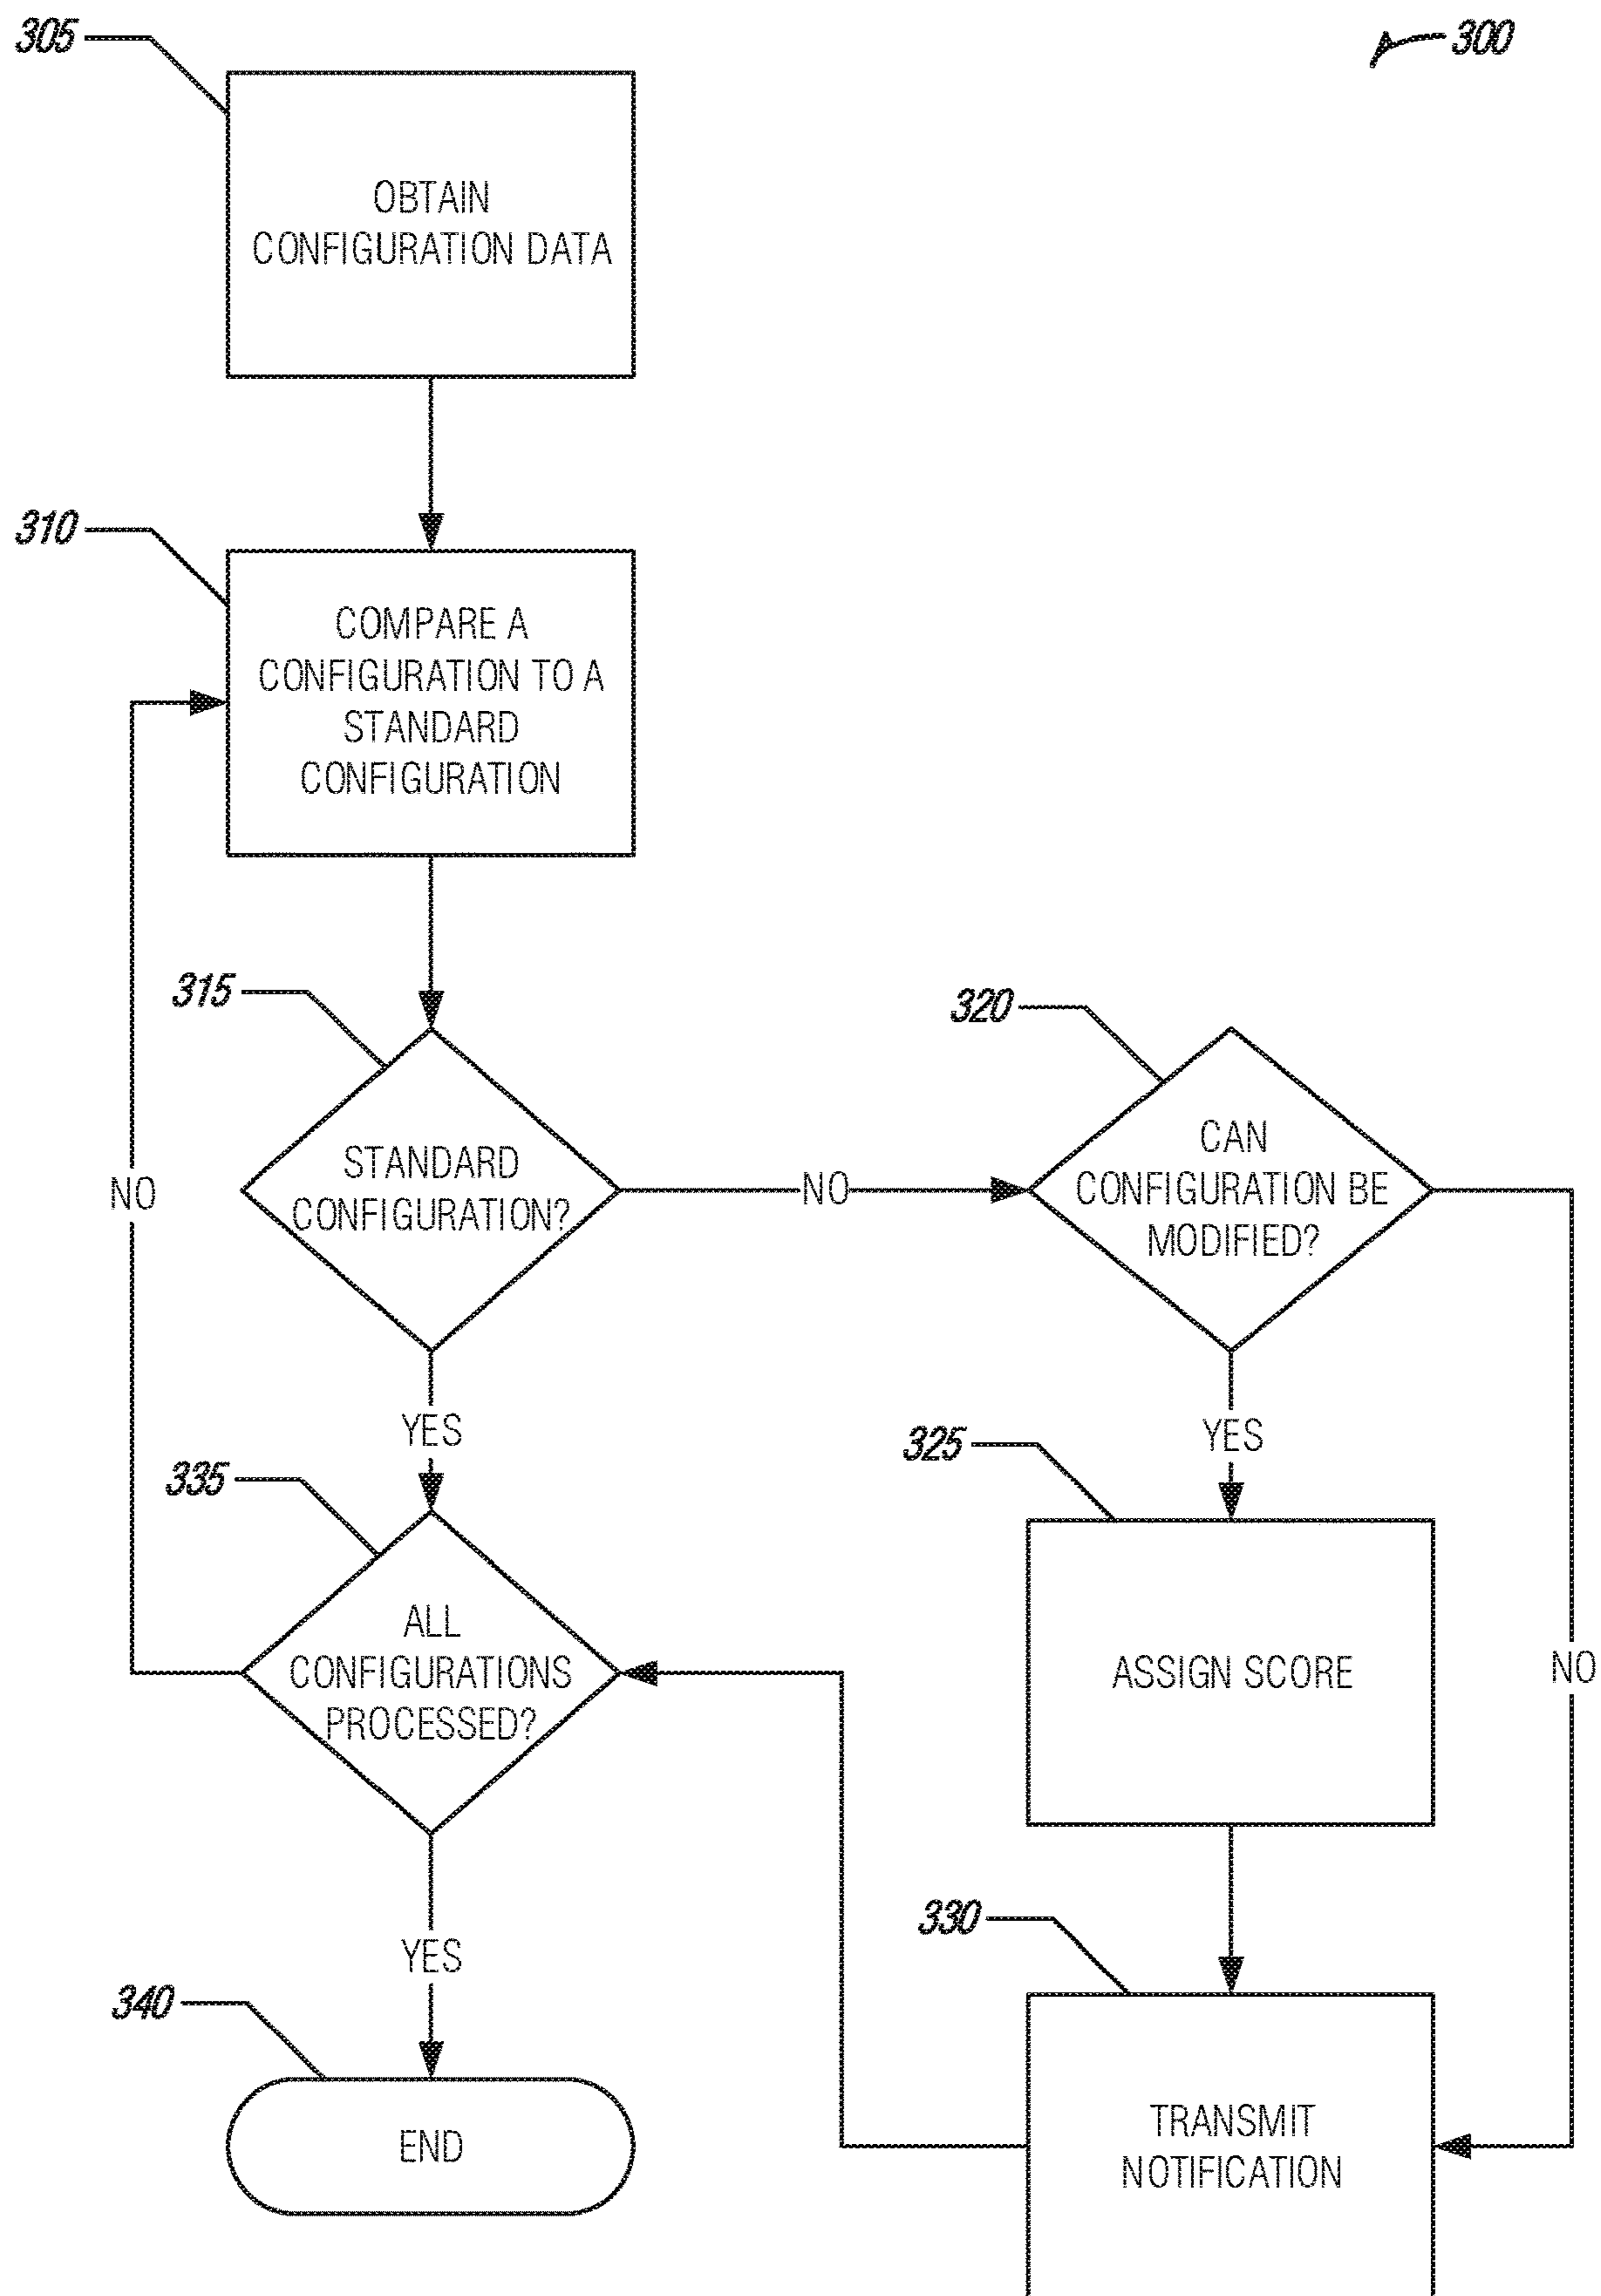 305
300
OBTAIN
CONFIGURATION DATA
310
COMPARE A
CONFIGURATION TO A
STANDARD
CONFIGURATION
315
STANDARD
CONFIGURATION?
NO
320
CAN
CONFIGURATION BE
MODIFIED?
NO
YES
YES
325
ASSIGN SCORE
NO
335
ALL
CONFIGURATIONS
PROCESSED?
YES
330
TRANSMIT
NOTIFICATION
340
END